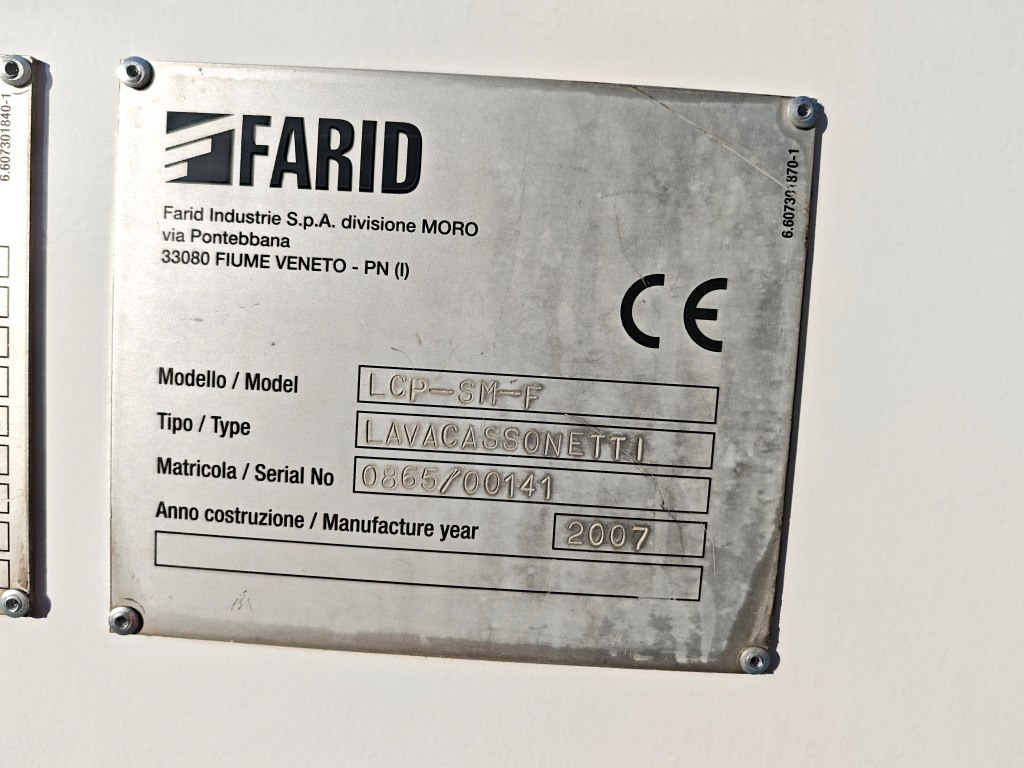 6.607301840-1
FARID
Farid Industrie S.p.A. divisione MORO
via Pontebbana
33080 FIUME VENETO - PN (I)
6.607301870-1
CE
Modello / Model LCP-SM-F
Tipo / Type LAVACASSONETTI
Matricola / Serial No 0865/00141
Anno costruzione / Manufacture year 2007